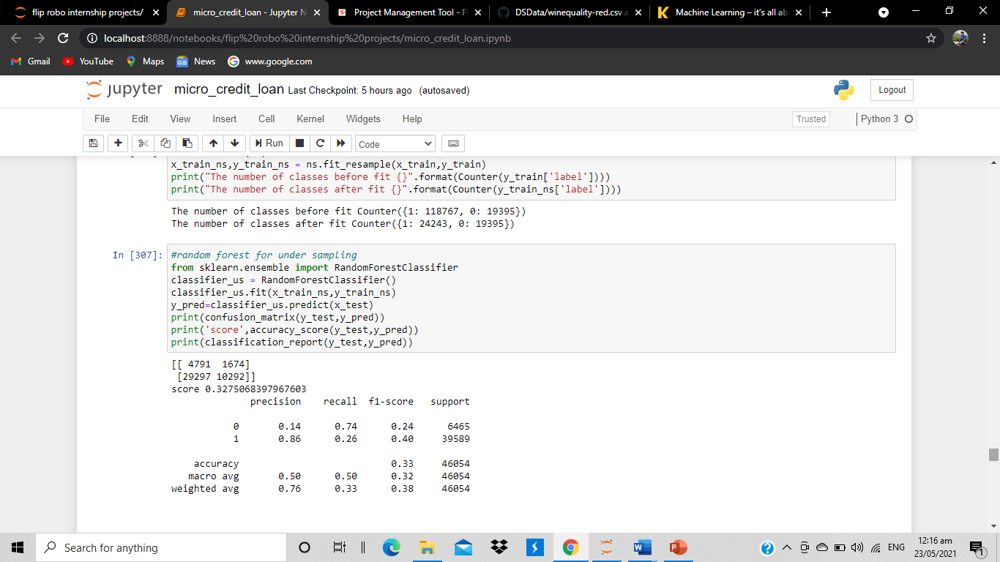 flip robo internship projects/
micro_credit_loan - Jupyter N
Project Management Tool - Fl
DSData/winequality-red.csv a
Machine Learning – it's all ab
localhost:8888/notebooks/flip%20robo%20internship%20projects/micro_credit_loan.ipynb
Gmail YouTube Maps News www.google.com
jupyter micro_credit_loan Last Checkpoint: 5 hours ago (autosaved) Logout
File Edit View Insert Cell Kernel Widgets Help Trusted Python 3
Run Code
x_train_ns,y_train_ns = ns.fit_resample(x_train,y_train)
print("The number of classes before fit {}".format(Counter(y_train['label'])))
print("The number of classes after fit {}".format(Counter(y_train_ns['label'])))
The number of classes before fit Counter({1: 118767, 0: 19395})
The number of classes after fit Counter({1: 24243, 0: 19395})
In [307]: #random forest for under sampling
from sklearn.ensemble import RandomForestClassifier
classifier_us = RandomForestClassifier()
classifier_us.fit(x_train_ns,y_train_ns)
y_pred=classifier_us.predict(x_test)
print(confusion_matrix(y_test,y_pred))
print('score',accuracy_score(y_test,y_pred))
print(classification_report(y_test,y_pred))
[[ 4791 1674]
[29297 10292]]
score 0.3275068397967603
precision recall f1-score support
0 0.14 0.74 0.24 6465
1 0.86 0.26 0.40 39589
accuracy 0.33 46054
macro avg 0.50 0.50 0.32 46054
weighted avg 0.76 0.33 0.38 46054
Search for anything
ENG
12:16 am
23/05/2021
1